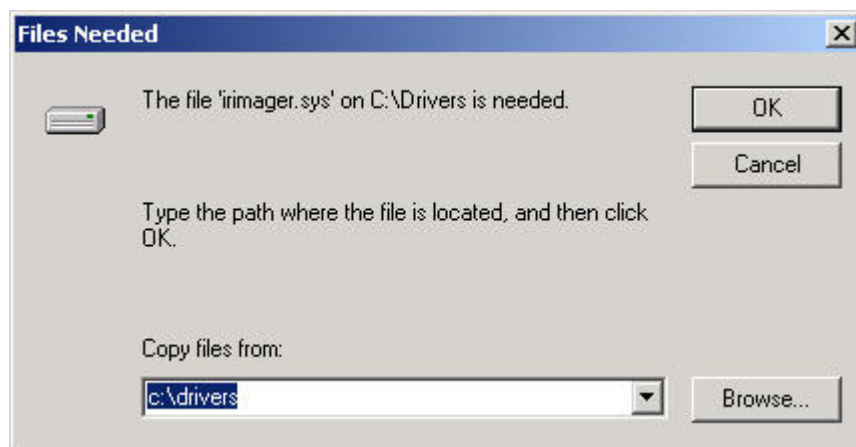 Files Needed
The file 'irimager.sys' on C:\Drivers is needed.
OK
Cancel
Type the path where the file is located, and then click
OK.
Copy files from:
c:\drivers
Browse...